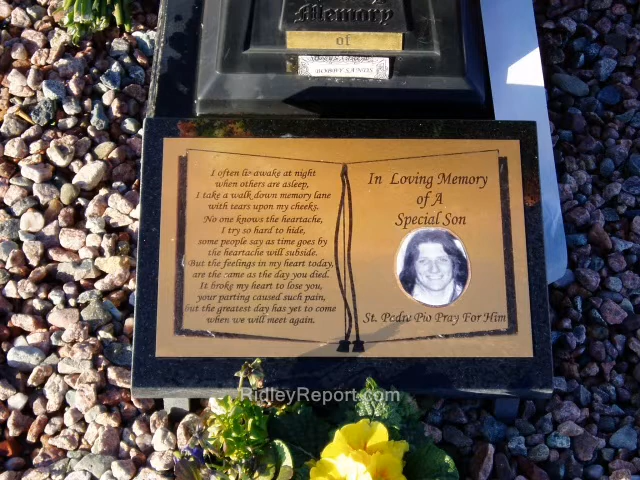 Memory
of
I often lie awake at night
when others are asleep,
I take a walk down memory lane
with tears upon my cheeks.
No one knows the heartache,
I try so hard to hide,
some people say as time goes by
the heartache will subside.
But the feelings in my heart today,
are the same as the day you died.
It broke my heart to lose you,
your parting caused such pain,
but the greatest day has yet to come
when we will meet again.
In Loving Memory
of A
Special Son
St. Padre Pio Pray For Him
RidleyReport.com